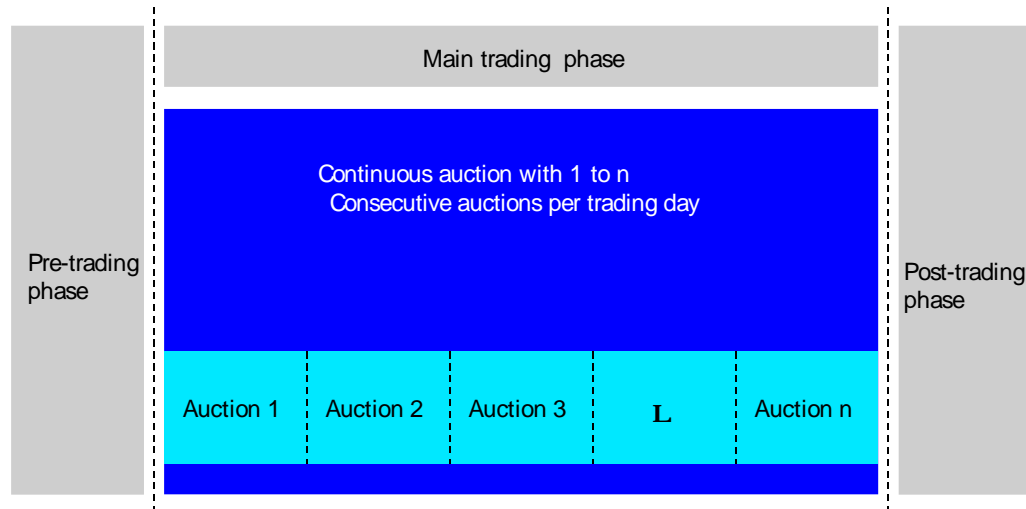 Main trading phase
Continuous auction with 1 to n
Consecutive auctions per trading day
Pre-trading
phase
Post-trading
phase
Auction 1
Auction 2
Auction 3
L
Auction n